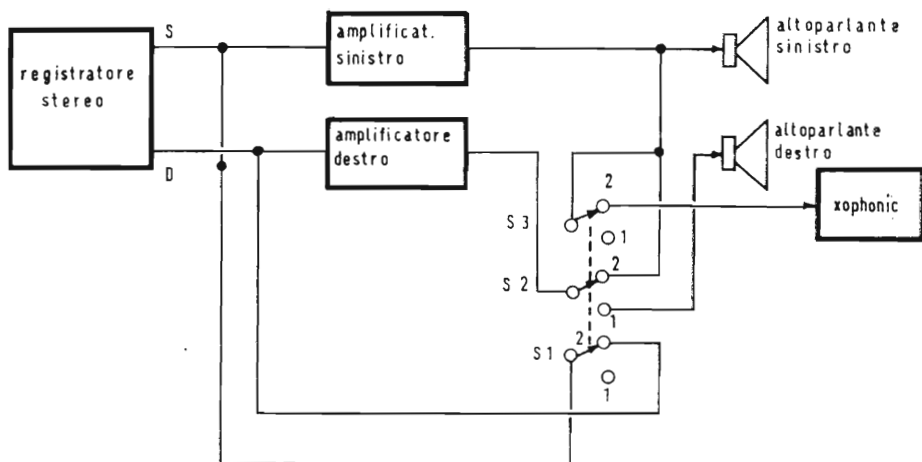 S
amplificat.
sinistro
altoparlante
sinistro
registratore
stereo
amplificatore
destro
altoparlante
destro
D
2
xophonic
S 3
1
2
S 2
1
2
S 1
1